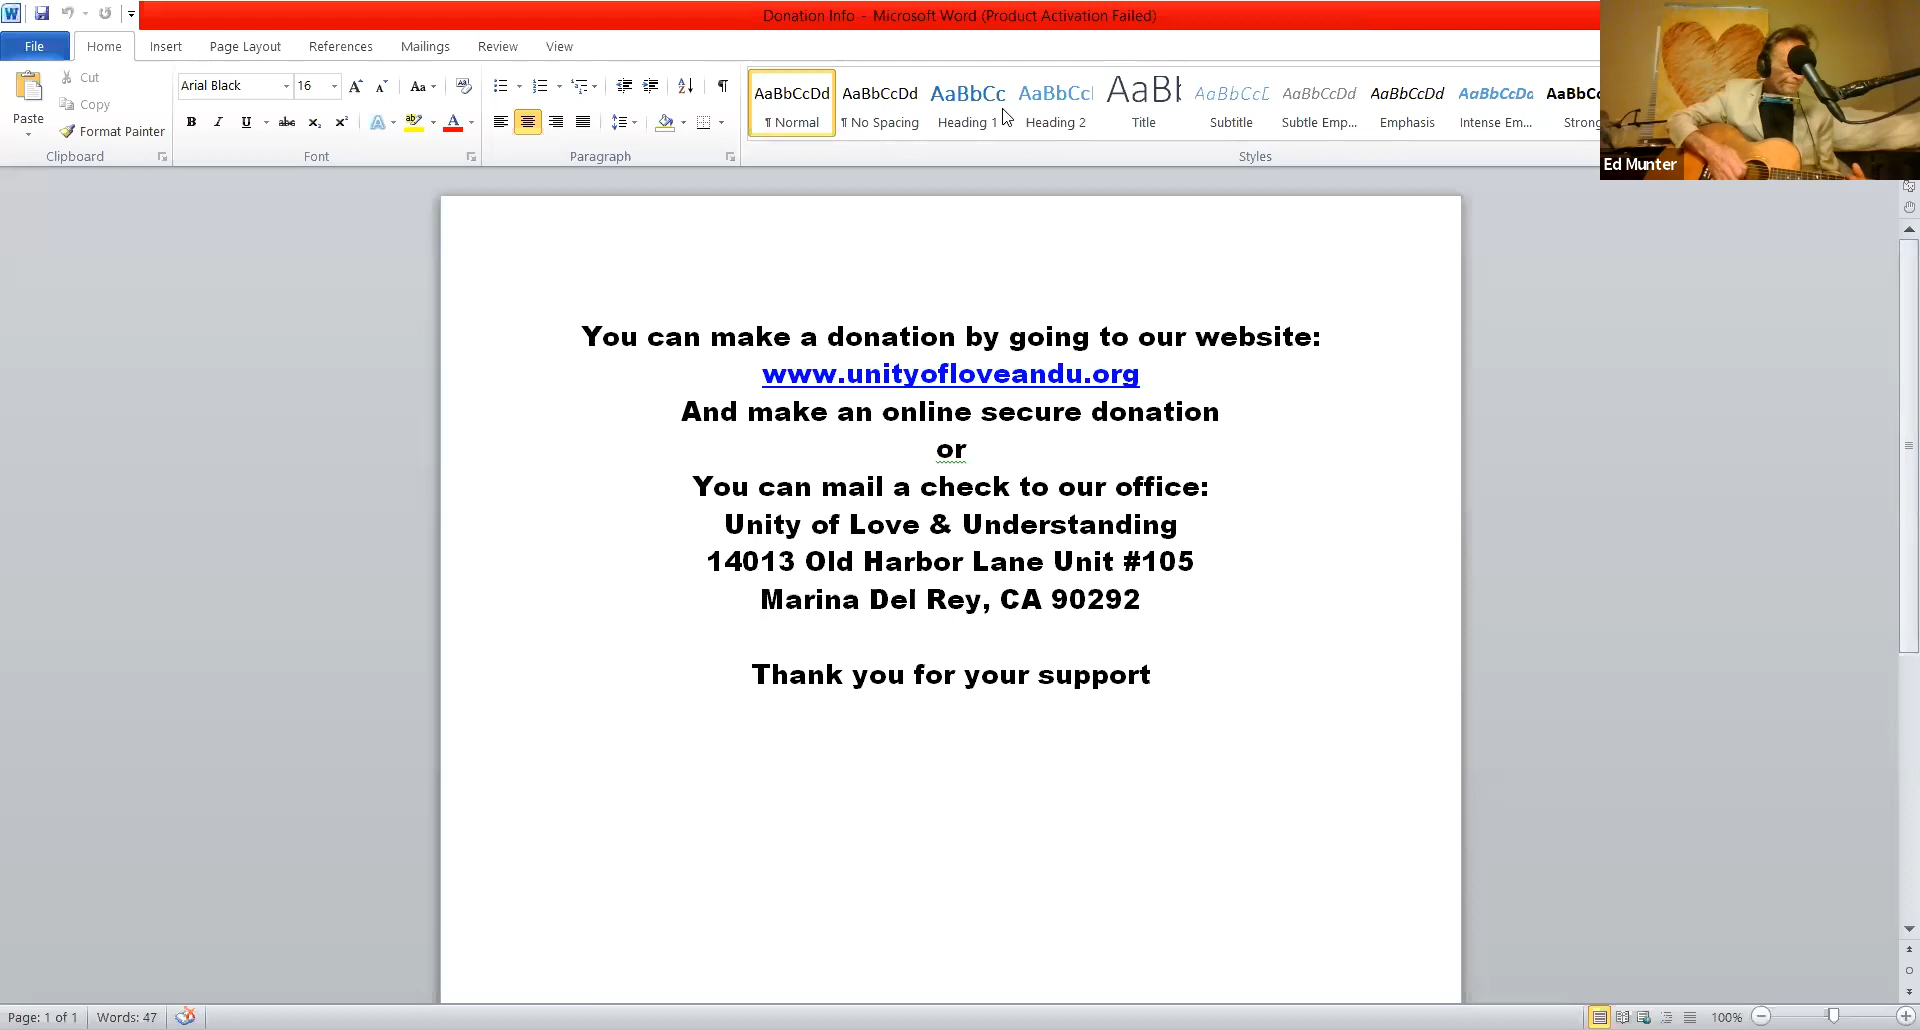 Donation Info - Microsoft Word (Product Activation Failed)
File Home Insert Page Layout References Mailings Review View
Paste
Cut
Copy
Format Painter
Clipboard
Arial Black 16
Font
Paragraph
AaBbCcDd AaBbCcDd AaBbCc AaBbCc AaBb AaBbCcD AaBbCcDd AaBbCcDd AaBbCcDd AaBbCc
¶ Normal ¶ No Spacing Heading 1 Heading 2 Title Subtitle Subtle Emp... Emphasis Intense Em... Strong
Styles
Ed Munter
You can make a donation by going to our website:
www.unityofloveandu.org
And make an online secure donation
or
You can mail a check to our office:
Unity of Love & Understanding
14013 Old Harbor Lane Unit #105
Marina Del Rey, CA 90292
Thank you for your support
Page: 1 of 1 Words: 47 100%